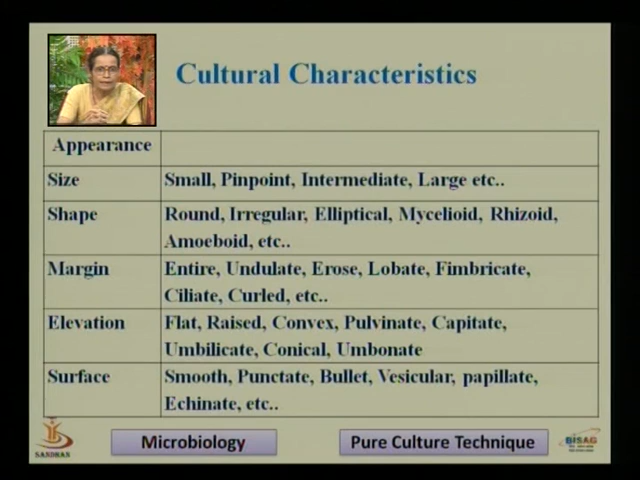 Cultural Characteristics
Appearance
Size Small, Pinpoint, Intermediate, Large etc..
Shape Round, Irregular, Elliptical, Mycelioid, Rhizoid,
Amoeboid, etc..
Margin Entire, Undulate, Erose, Lobate, Fimbricate,
Ciliate, Curled, etc..
Elevation Flat, Raised, Convex, Pulvinate, Capitate,
Umbilicate, Conical, Umbonate
Surface Smooth, Punctate, Bullet, Vesicular, papillate,
Echinate, etc..
SANDHAN Microbiology Pure Culture Technique BISAG